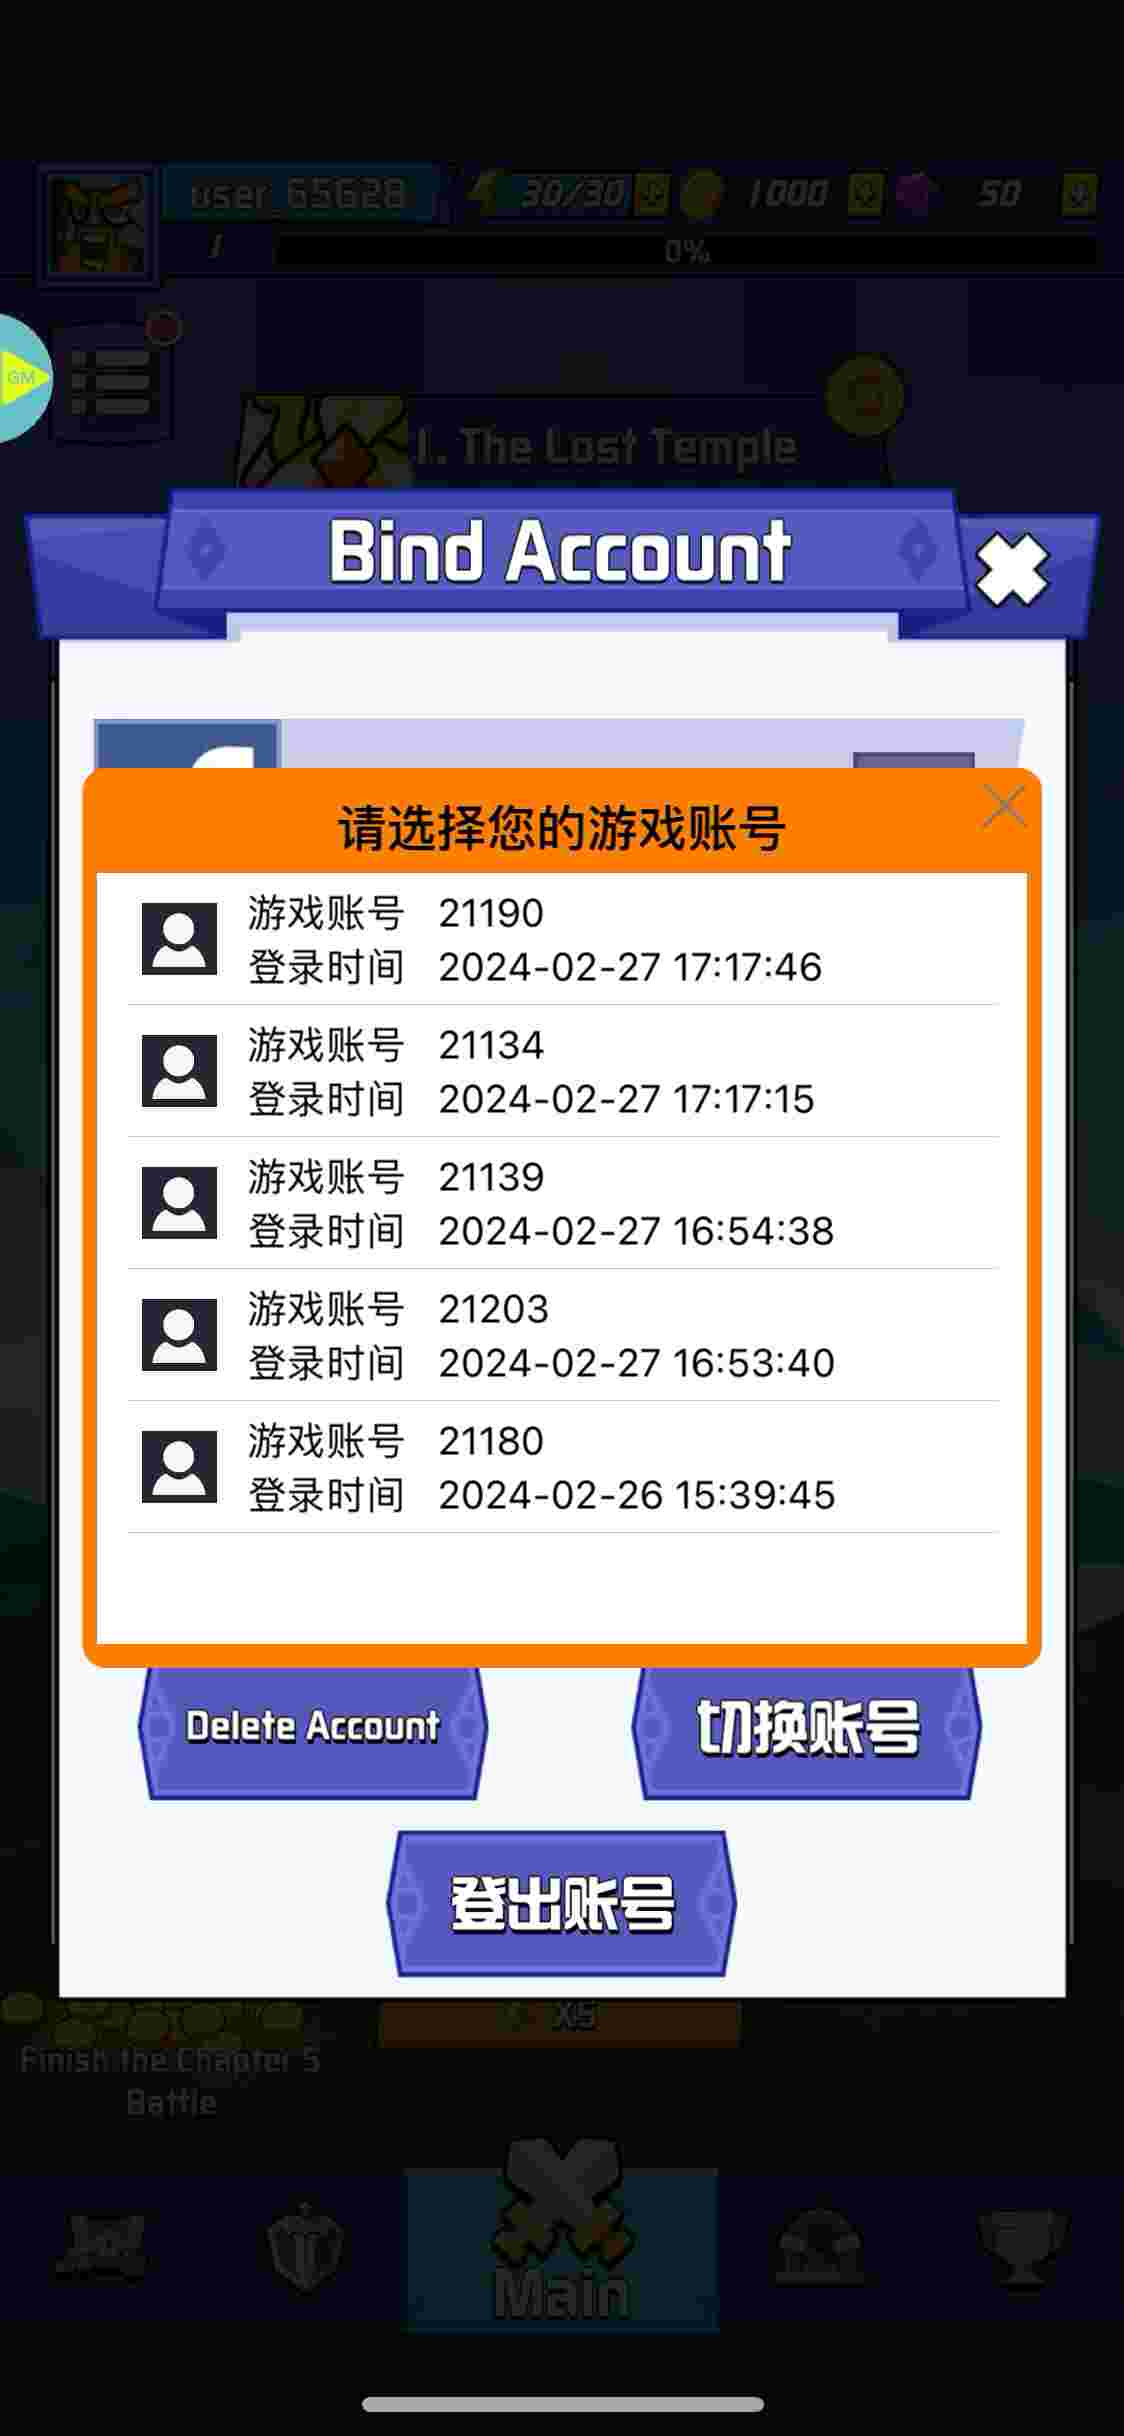 user_65628
30/30
1000
50
1
0%
GM
1. The Lost Temple
Bind Account
请选择您的游戏账号
游戏账号 21190
登录时间 2024-02-27 17:17:46
游戏账号 21134
登录时间 2024-02-27 17:17:15
游戏账号 21139
登录时间 2024-02-27 16:54:38
游戏账号 21203
登录时间 2024-02-27 16:53:40
游戏账号 21180
登录时间 2024-02-26 15:39:45
Delete Account
切换账号
登出账号
X5
Finish the Chapter 5
Battle
Main